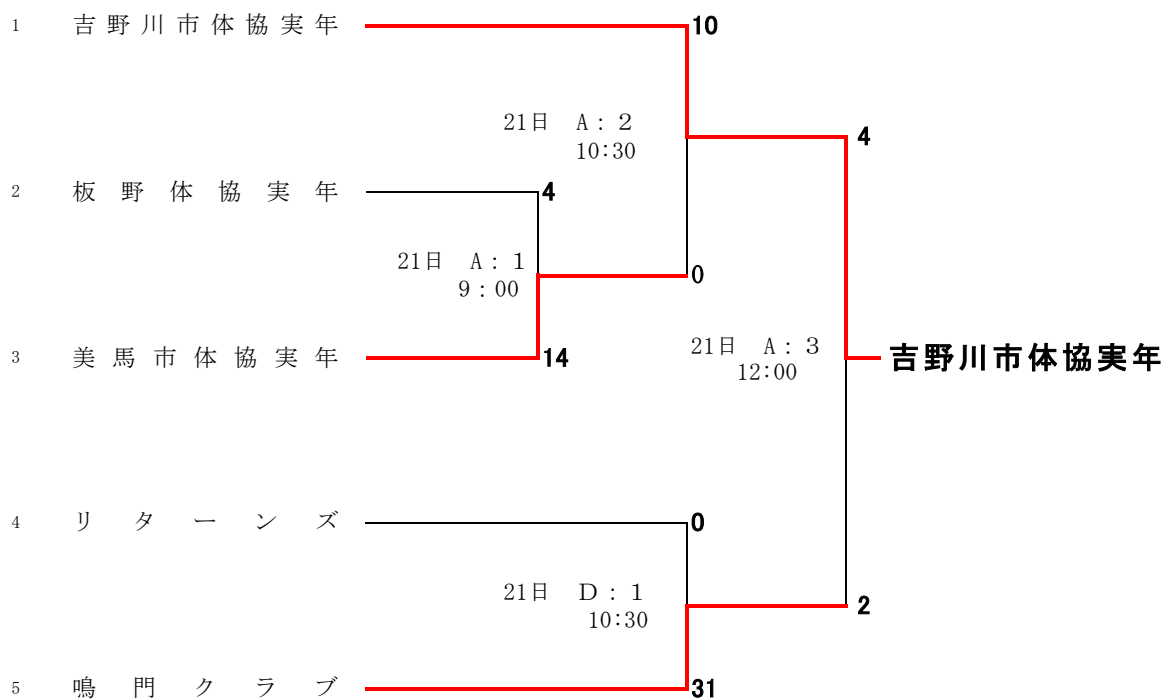 1 吉野川市体協実年 10
21日 A:2 4
10:30
2 板野体協実年 4
21日 A:1 0
9:00
3 美馬市体協実年 14 21日 A:3 吉野川市体協実年
12:00
4 リターンズ 0
21日 D:1 2
10:30
5 鳴門クラブ 31